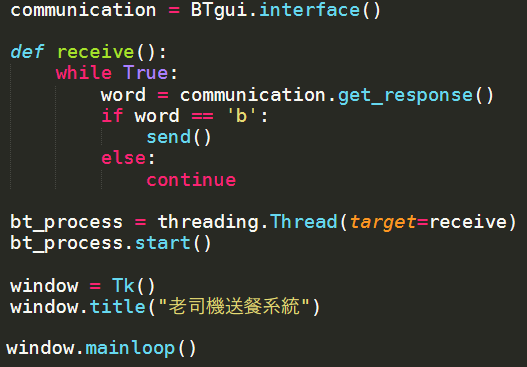 communication = BTgui.interface()
def receive():
    while True:
        word = communication.get_response()
        if word == 'b':
            send()
        else:
            continue
bt_process = threading.Thread(target=receive)
bt_process.start()
window = Tk()
window.title("老司機送餐系統")
window.mainloop()